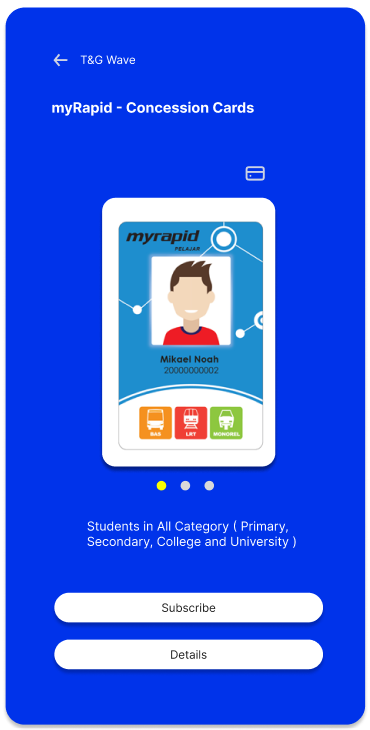 T&G Wave
myRapid - Concession Cards
myrapid
PELAJAR
Mikael Noah
20000000002
BAS
LRT
MONOREL
Students in All Category ( Primary,
Secondary, College and University )
Subscribe
Details